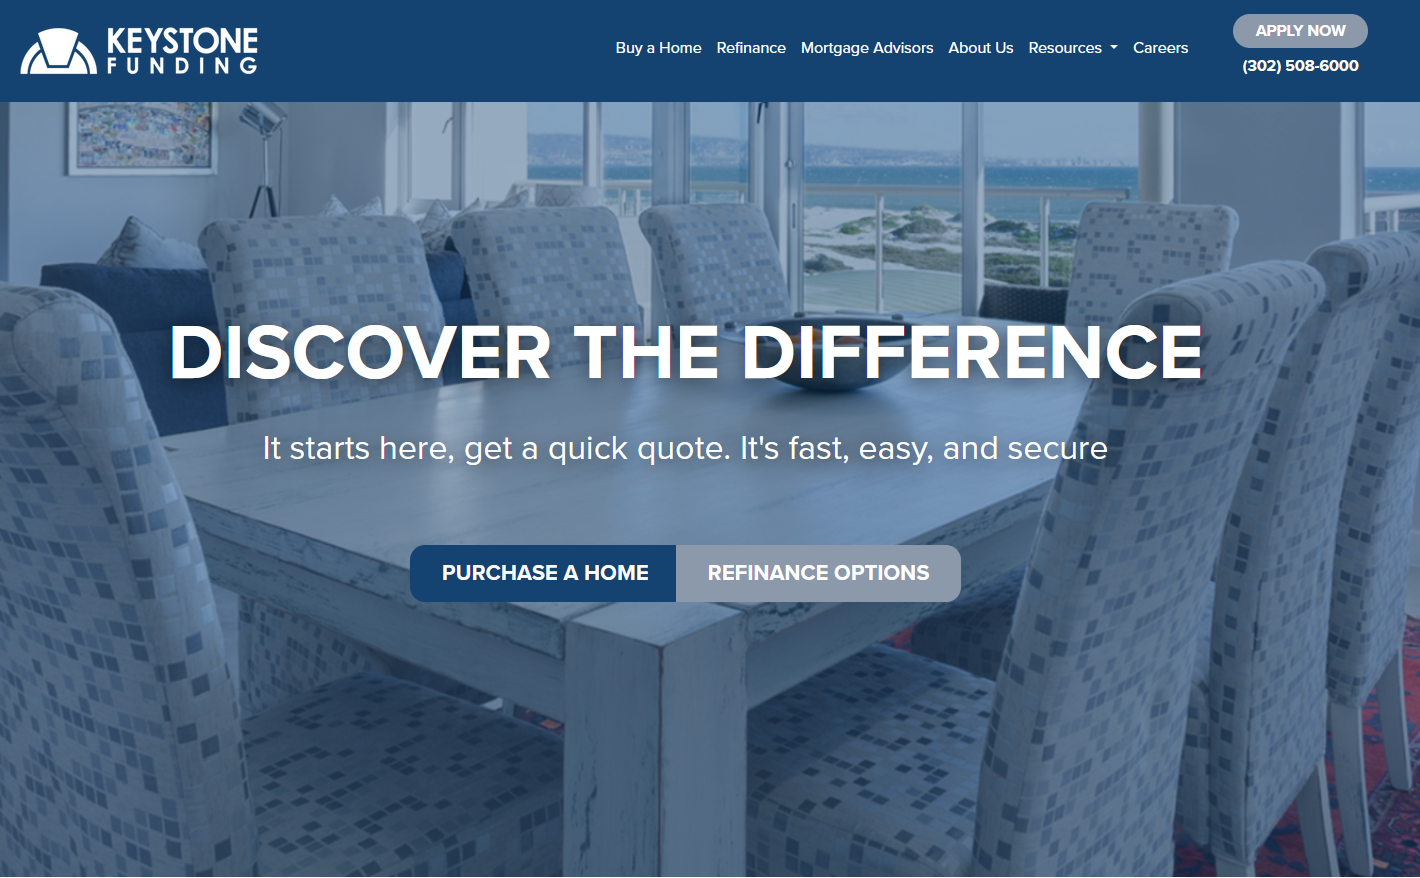 KEYSTONE
FUNDING
Buy a Home Refinance Mortgage Advisors About Us Resources Careers
APPLY NOW
(302) 508-6000
DISCOVER THE DIFFERENCE
It starts here, get a quick quote. It's fast, easy, and secure
PURCHASE A HOME REFINANCE OPTIONS